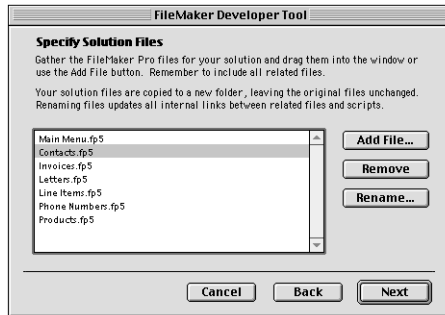 FileMaker Developer Tool
Specify Solution Files
Gather the FileMaker Pro files for your solution and drag them into the window or
use the Add File button. Remember to include all related files.
Your solution files are copied to a new folder, leaving the original files unchanged.
Renaming files updates all internal links between related files and scripts.
Main Menu.fp5
Contacts.fp5
Invoices.fp5
Letters.fp5
Line Items.fp5
Phone Numbers.fp5
Products.fp5
Add File...
Remove
Rename...
Cancel Back Next